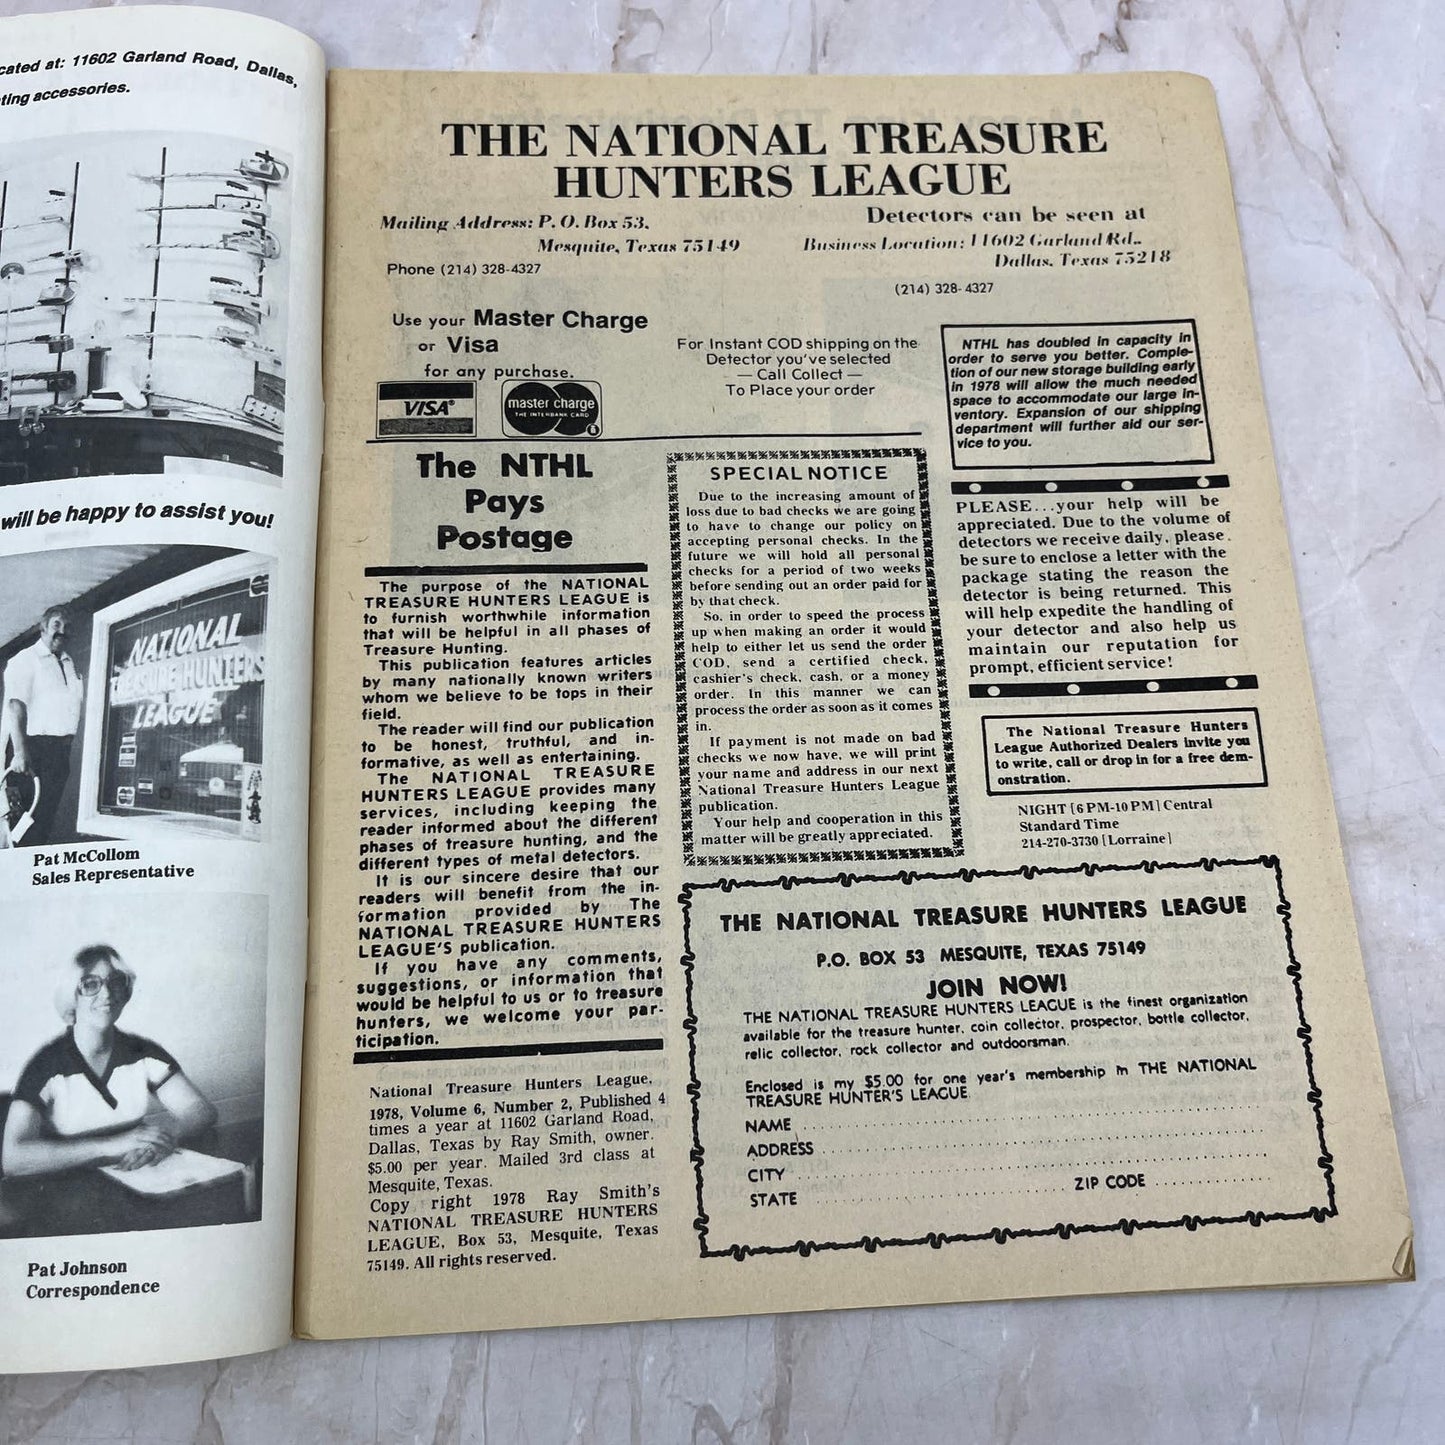 cated at: 11602 Garland Road, Dallas,
ting accessories.
will be happy to assist you!
NATIONAL
TREASURE HUNTERS
LEAGUE
Pat McCollom
Sales Representative
Pat Johnson
Correspondence
THE NATIONAL TREASURE
HUNTERS LEAGUE
Mailing Address: P.O. Box 53,
Mesquite, Texas 75149
Phone (214) 328-4327
Detectors can be seen at
Business Location: 11602 Garland Rd.,
Dallas, Texas 75218
(214) 328-4327
Use your Master Charge
or Visa
for any purchase.
VISA®
master charge
THE INTERBANK CARD
For Instant COD shipping on the
Detector you've selected
— Call Collect —
To Place your order
NTHL has doubled in capacity in
order to serve you better. Comple-
tion of our new storage building early
in 1978 will allow the much needed
space to accommodate our large in-
ventory. Expansion of our shipping
department will further aid our ser-
vice to you.
The NTHL
Pays
Postage
The purpose of the NATIONAL
TREASURE HUNTERS LEAGUE is
to furnish worthwhile information
that will be helpful in all phases of
Treasure Hunting.
This publication features articles
by many nationally known writers
whom we believe to be tops in their
field.
The reader will find our publication
to be honest, truthful, and in-
formative, as well as entertaining.
The NATIONAL TREASURE
HUNTERS LEAGUE provides many
services, including keeping the
reader informed about the different
phases of treasure hunting, and the
different types of metal detectors.
It is our sincere desire that our
readers will benefit from the in-
formation provided by The
NATIONAL TREASURE HUNTERS
LEAGUE'S publication.
If you have any comments,
suggestions, or information that
would be helpful to us or to treasure
hunters, we welcome your par-
ticipation.
National Treasure Hunters League,
1978, Volume 6, Number 2, Published 4
times a year at 11602 Garland Road,
Dallas, Texas by Ray Smith, owner.
$5.00 per year. Mailed 3rd class at
Mesquite, Texas.
Copy right 1978 Ray Smith's
NATIONAL TREASURE HUNTERS
LEAGUE, Box 53, Mesquite, Texas
75149. All rights reserved.
SPECIAL NOTICE
Due to the increasing amount of
loss due to bad checks we are going
to have to change our policy on
accepting personal checks. In the
future we will hold all personal
checks for a period of two weeks
before sending out an order paid for
by that check.
So, in order to speed the process
up when making an order it would
help to either let us send the order
COD, send a certified check,
cashier's check, cash, or a money
order. In this manner we can
process the order as soon as it comes
in.
If payment is not made on bad
checks we now have, we will print
your name and address in our next
National Treasure Hunters League
publication.
Your help and cooperation in this
matter will be greatly appreciated.
PLEASE...your help will be
appreciated. Due to the volume of
detectors we receive daily, please
be sure to enclose a letter with the
package stating the reason the
detector is being returned. This
will help expedite the handling of
your detector and also help us
maintain our reputation for
prompt, efficient service!
The National Treasure Hunters
League Authorized Dealers invite you
to write, call or drop in for a free dem-
onstration.
NIGHT [6 PM-10 PM] Central
Standard Time
214-270-3730 [Lorraine]
THE NATIONAL TREASURE HUNTERS LEAGUE
P.O. BOX 53 MESQUITE, TEXAS 75149
JOIN NOW!
THE NATIONAL TREASURE HUNTERS LEAGUE is the finest organization
available for the treasure hunter, coin collector, prospector, bottle collector,
relic collector, rock collector and outdoorsman.
Enclosed is my $5.00 for one year's membership in THE NATIONAL
TREASURE HUNTER'S LEAGUE
NAME
ADDRESS
CITY
STATE ZIP CODE